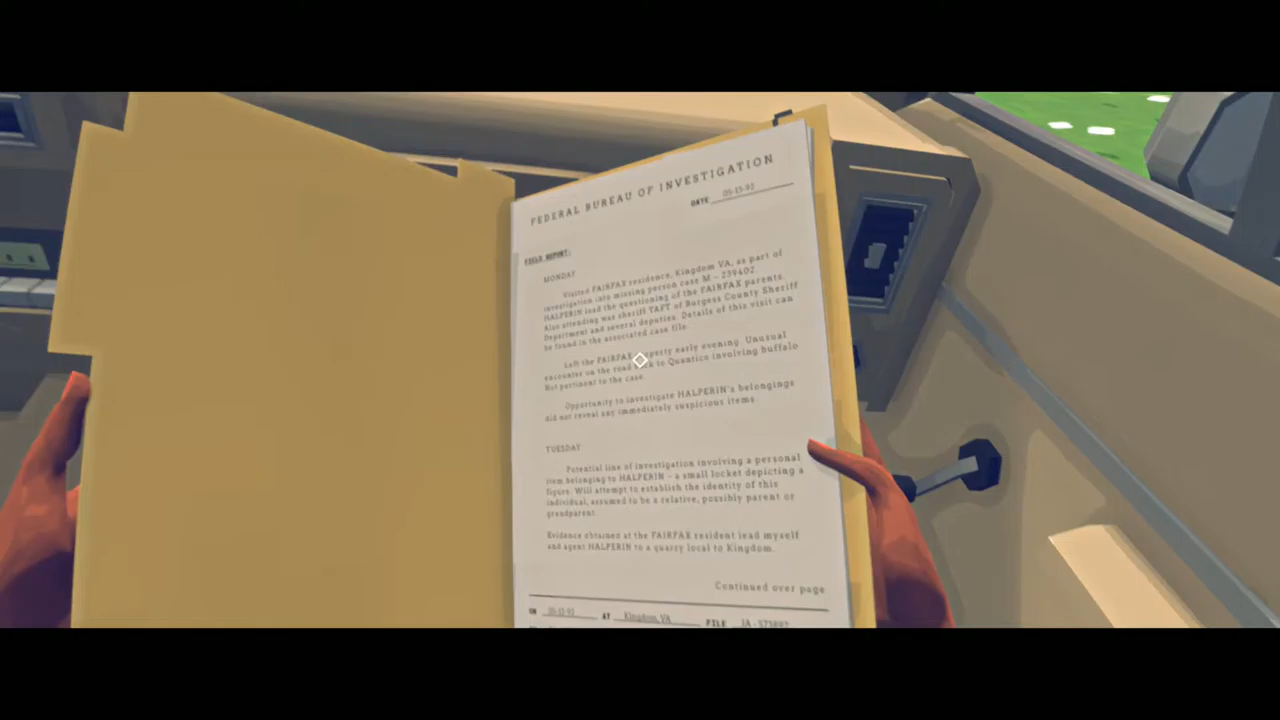 FEDERAL BUREAU OF INVESTIGATION
DATE 05-15-92
FIELD REPORT:
MONDAY
Visited FAIRFAX residence, Kingdom VA, as part of
investigation into missing person case M - 239402.
HALPERIN lead the questioning of the FAIRFAX parents.
Also attending was sheriff TAFT of Burgess County Sheriff
Department and several deputies. Details of this visit can
be found in the associated case file.
Left the FAIRFAX property early evening. Unusual
encounter on the road back to Quantico involving buffalo
Not pertinent to the case.
Opportunity to investigate HALPERIN's belongings
did not reveal any immediately suspicious items.
TUESDAY
Potential line of investigation involving a personal
item belonging to HALPERIN - a small locket depicting a
figure. Will attempt to establish the identity of this
individual, assumed to be a relative, possibly parent or
grandparent.
Evidence obtained at the FAIRFAX resident lead myself
and agent HALPERIN to a quarry local to Kingdom.
Continued over page
ON AT Kingdom, VA FILE